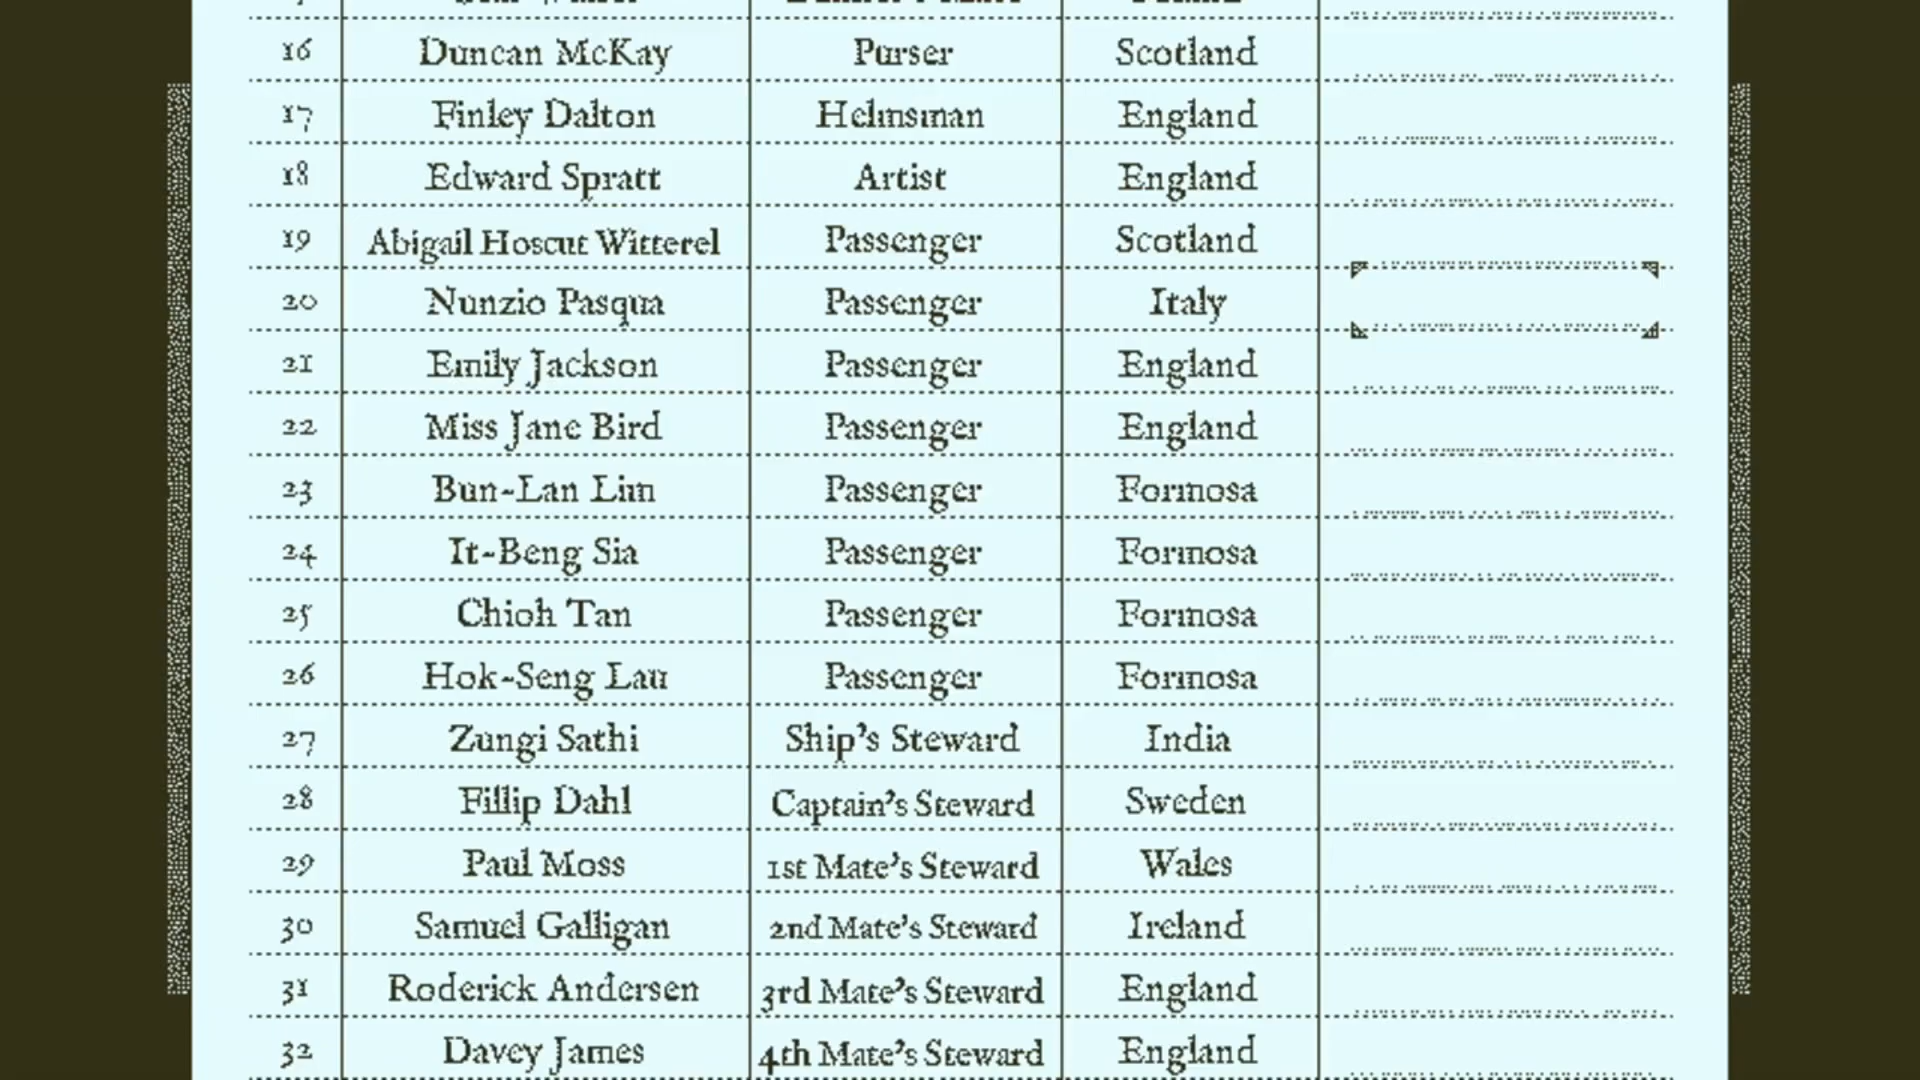 16 Duncan McKay Purser Scotland
17 Finley Dalton Helmsman England
18 Edward Spratt Artist England
19 Abigail Hoscut Witterel Passenger Scotland
20 Nunzio Pasqua Passenger Italy
21 Emily Jackson Passenger England
22 Miss Jane Bird Passenger England
23 Bun-Lan Lim Passenger Formosa
24 It-Beng Sia Passenger Formosa
25 Chioh Tan Passenger Formosa
26 Hok-Seng Lau Passenger Formosa
27 Zungi Sathi Ship's Steward India
28 Fillip Dahl Captain's Steward Sweden
29 Paul Moss 1st Mate's Steward Wales
30 Samuel Galligan 2nd Mate's Steward Ireland
31 Roderick Andersen 3rd Mate's Steward England
32 Davey James 4th Mate's Steward England